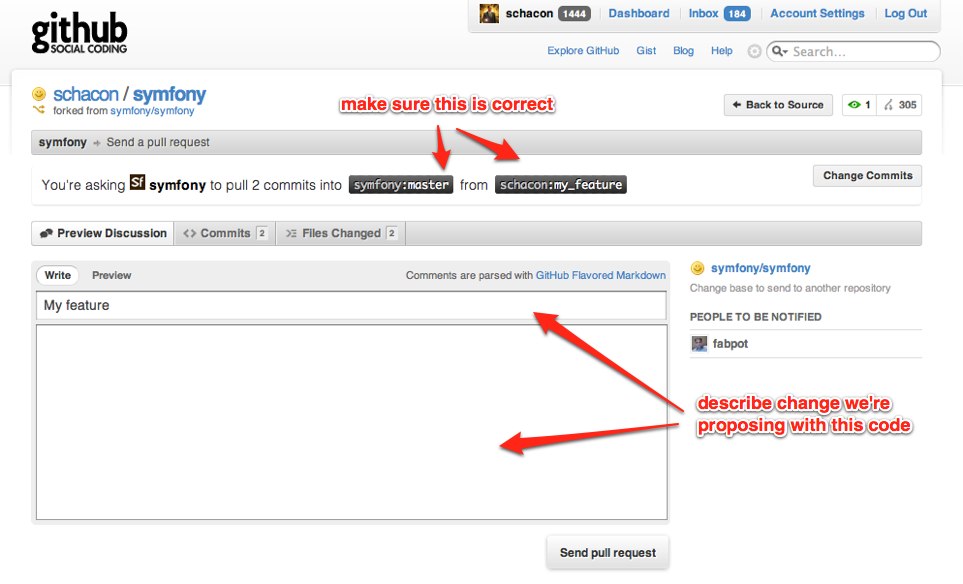 github
SOCIAL CODING
schacon 1444 Dashboard Inbox 184 Account Settings Log Out
Explore GitHub Gist Blog Help Search...
schacon / symfony
forked from symfony/symfony
make sure this is correct
Back to Source 1 305
symfony Send a pull request
You're asking Sf symfony to pull 2 commits into symfony:master from schacon:my_feature
Change Commits
Preview Discussion Commits 2 Files Changed 2
Write Preview Comments are parsed with GitHub Flavored Markdown
My feature
symfony/symfony
Change base to send to another repository
PEOPLE TO BE NOTIFIED
fabpot
describe change we're
proposing with this code
Send pull request